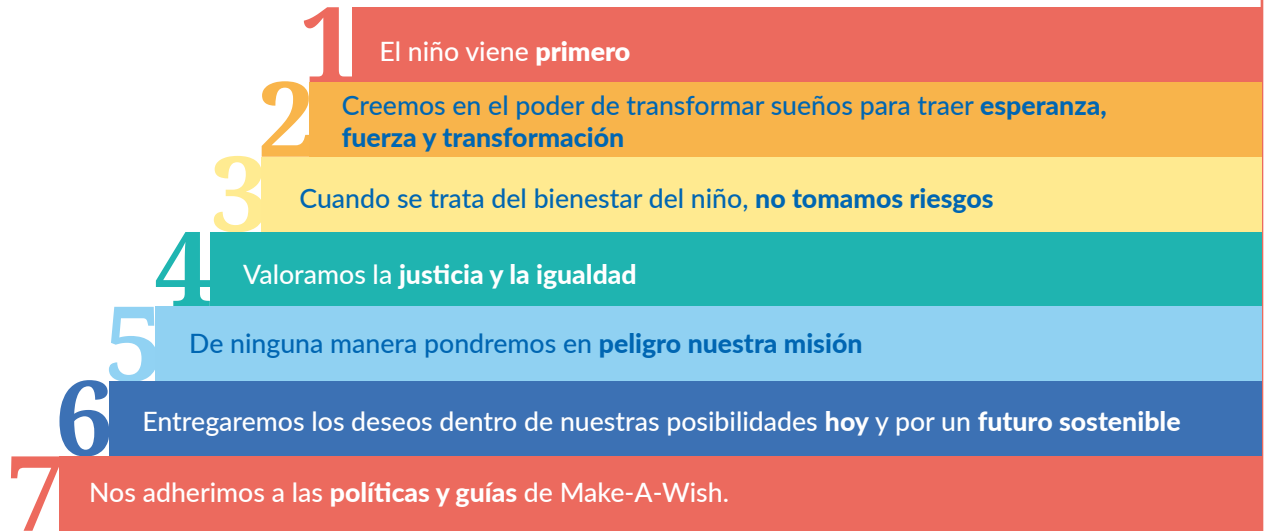 1 El niño viene primero
2 Creemos en el poder de transformar sueños para traer esperanza,
fuerza y transformación
3 Cuando se trata del bienestar del niño, no tomamos riesgos
4 Valoramos la justicia y la igualdad
5 De ninguna manera pondremos en peligro nuestra misión
6 Entregaremos los deseos dentro de nuestras posibilidades hoy y por un futuro sostenible
7 Nos adherimos a las políticas y guías de Make-A-Wish.